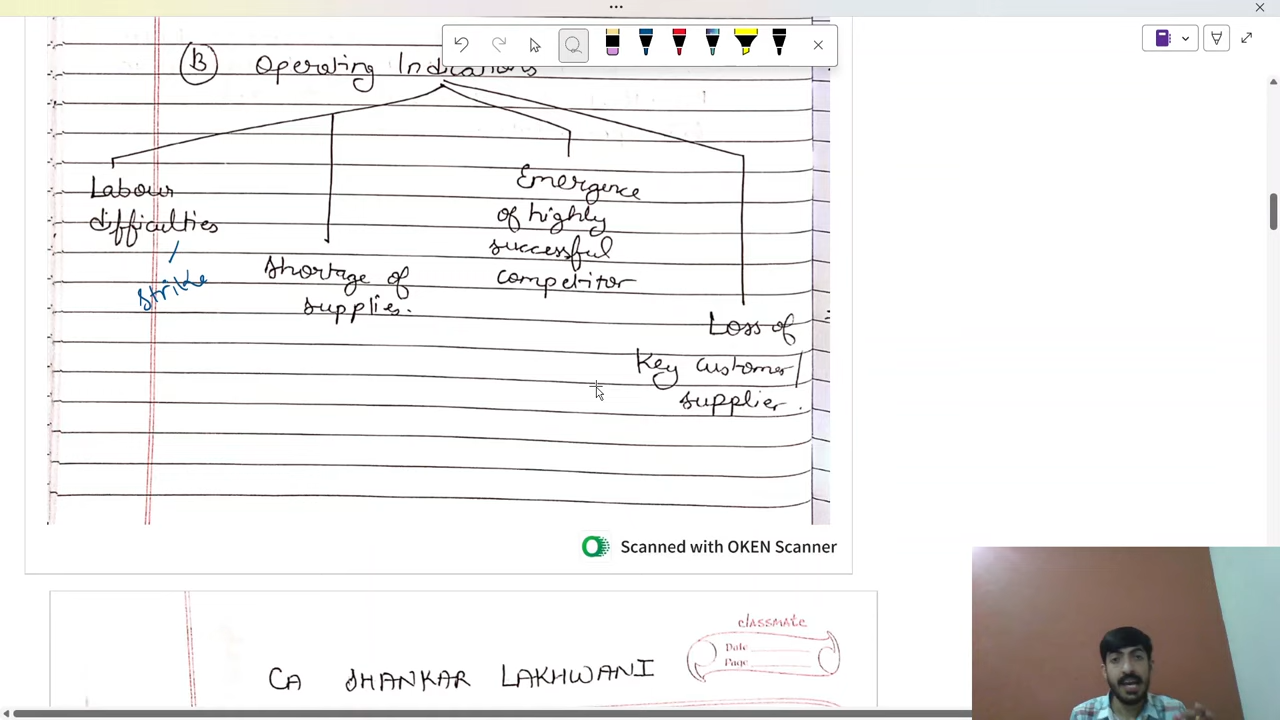 B Operating Indicators
Labour
difficulties
strike
Shortage of
supplies.
Emergence
of highly
successful
competitor
Loss of
Key customer/
supplier.
Scanned with OKEN Scanner
classmate
Date
Page
CA SHANKAR LAKHWANI